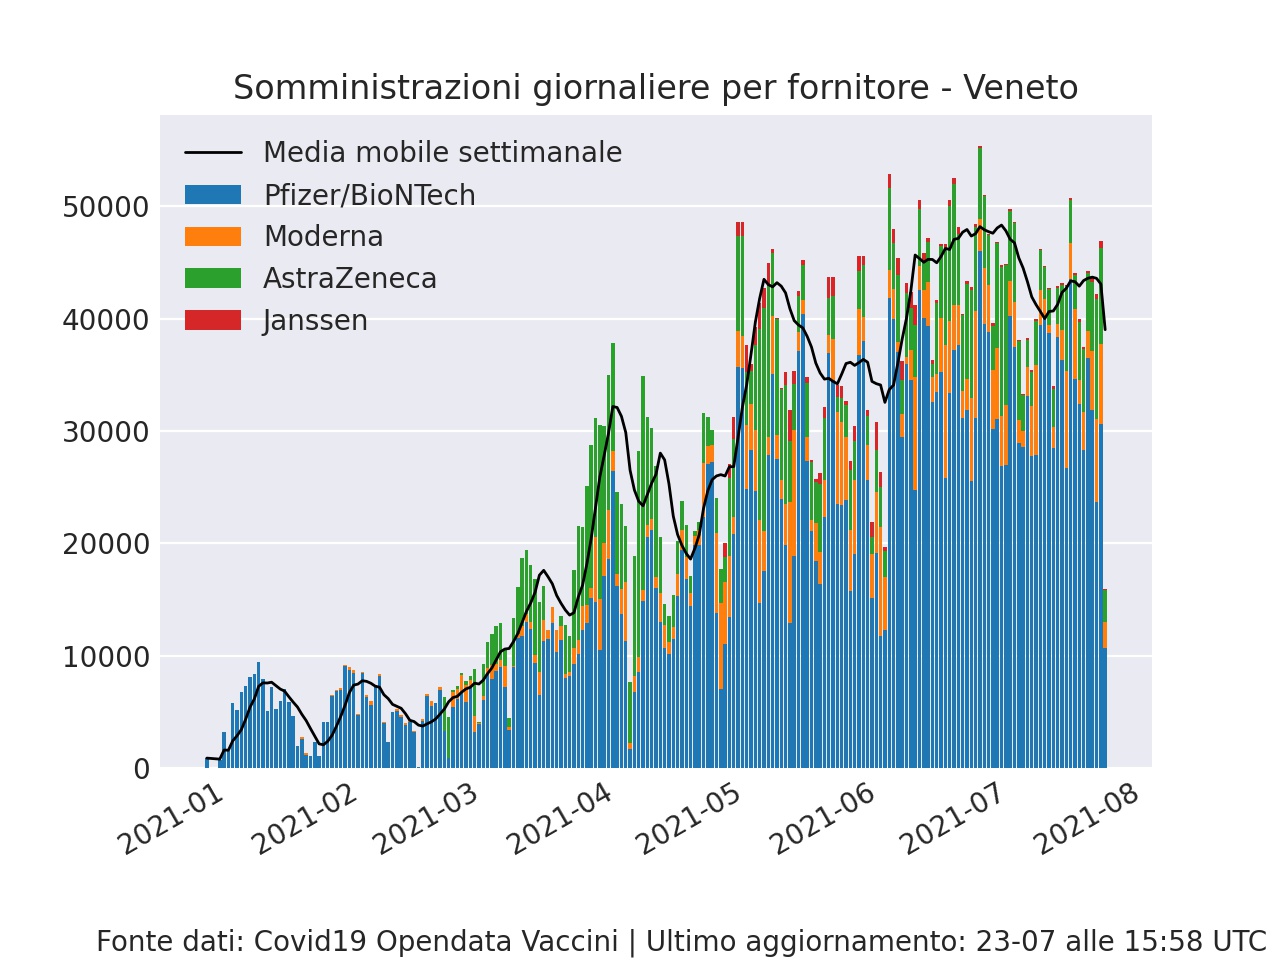 Somministrazioni giornaliere per fornitore - Veneto
Media mobile settimanale
Pfizer/BioNTech
Moderna
AstraZeneca
Janssen
50000
40000
30000
20000
10000
0
2021-01
2021-02
2021-03
2021-04
2021-05
2021-06
2021-07
2021-08
Fonte dati: Covid19 Opendata Vaccini | Ultimo aggiornamento: 23-07 alle 15:58 UTC